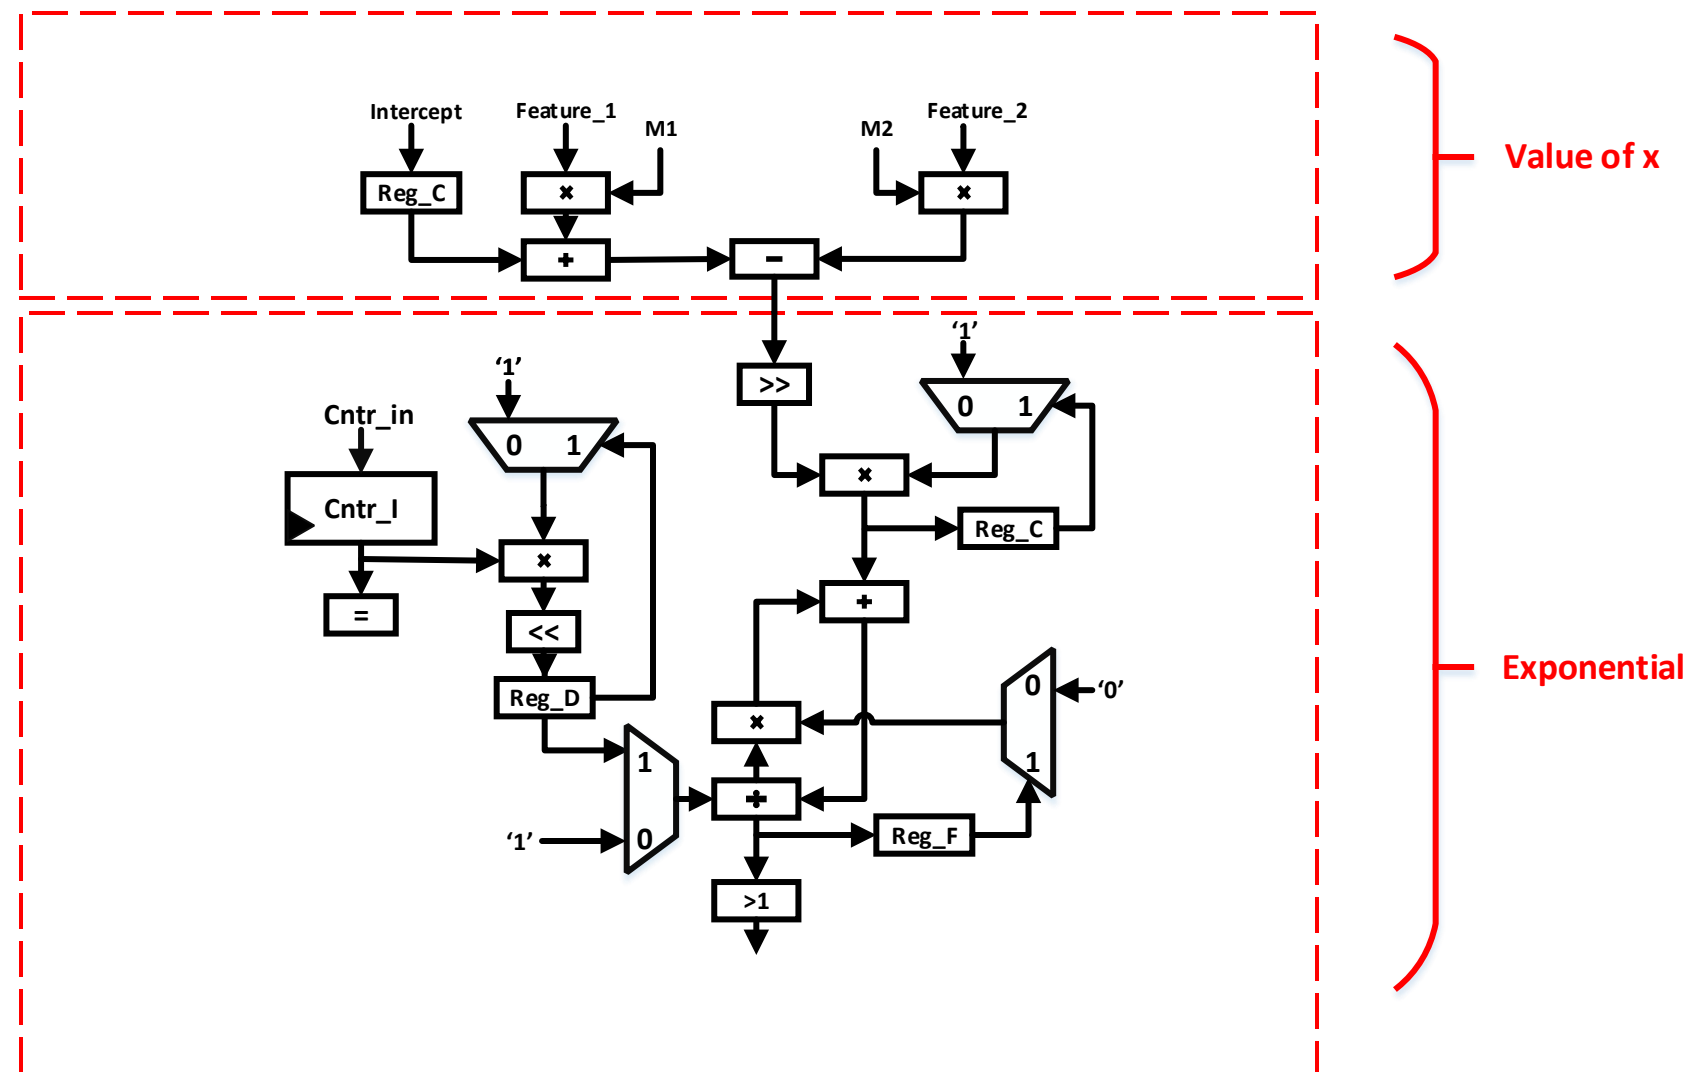 Intercept
Feature_1
M1
M2
Feature_2
Reg_C
×
×
+
−
Value of x
'1'
'1'
>>
0 1
Cntr_in
0 1
×
Cntr_I
Reg_C
×
=
<<
+
Reg_D
0
'0'
×
1
1
÷
'1'
0
Reg_F
>1
Exponential